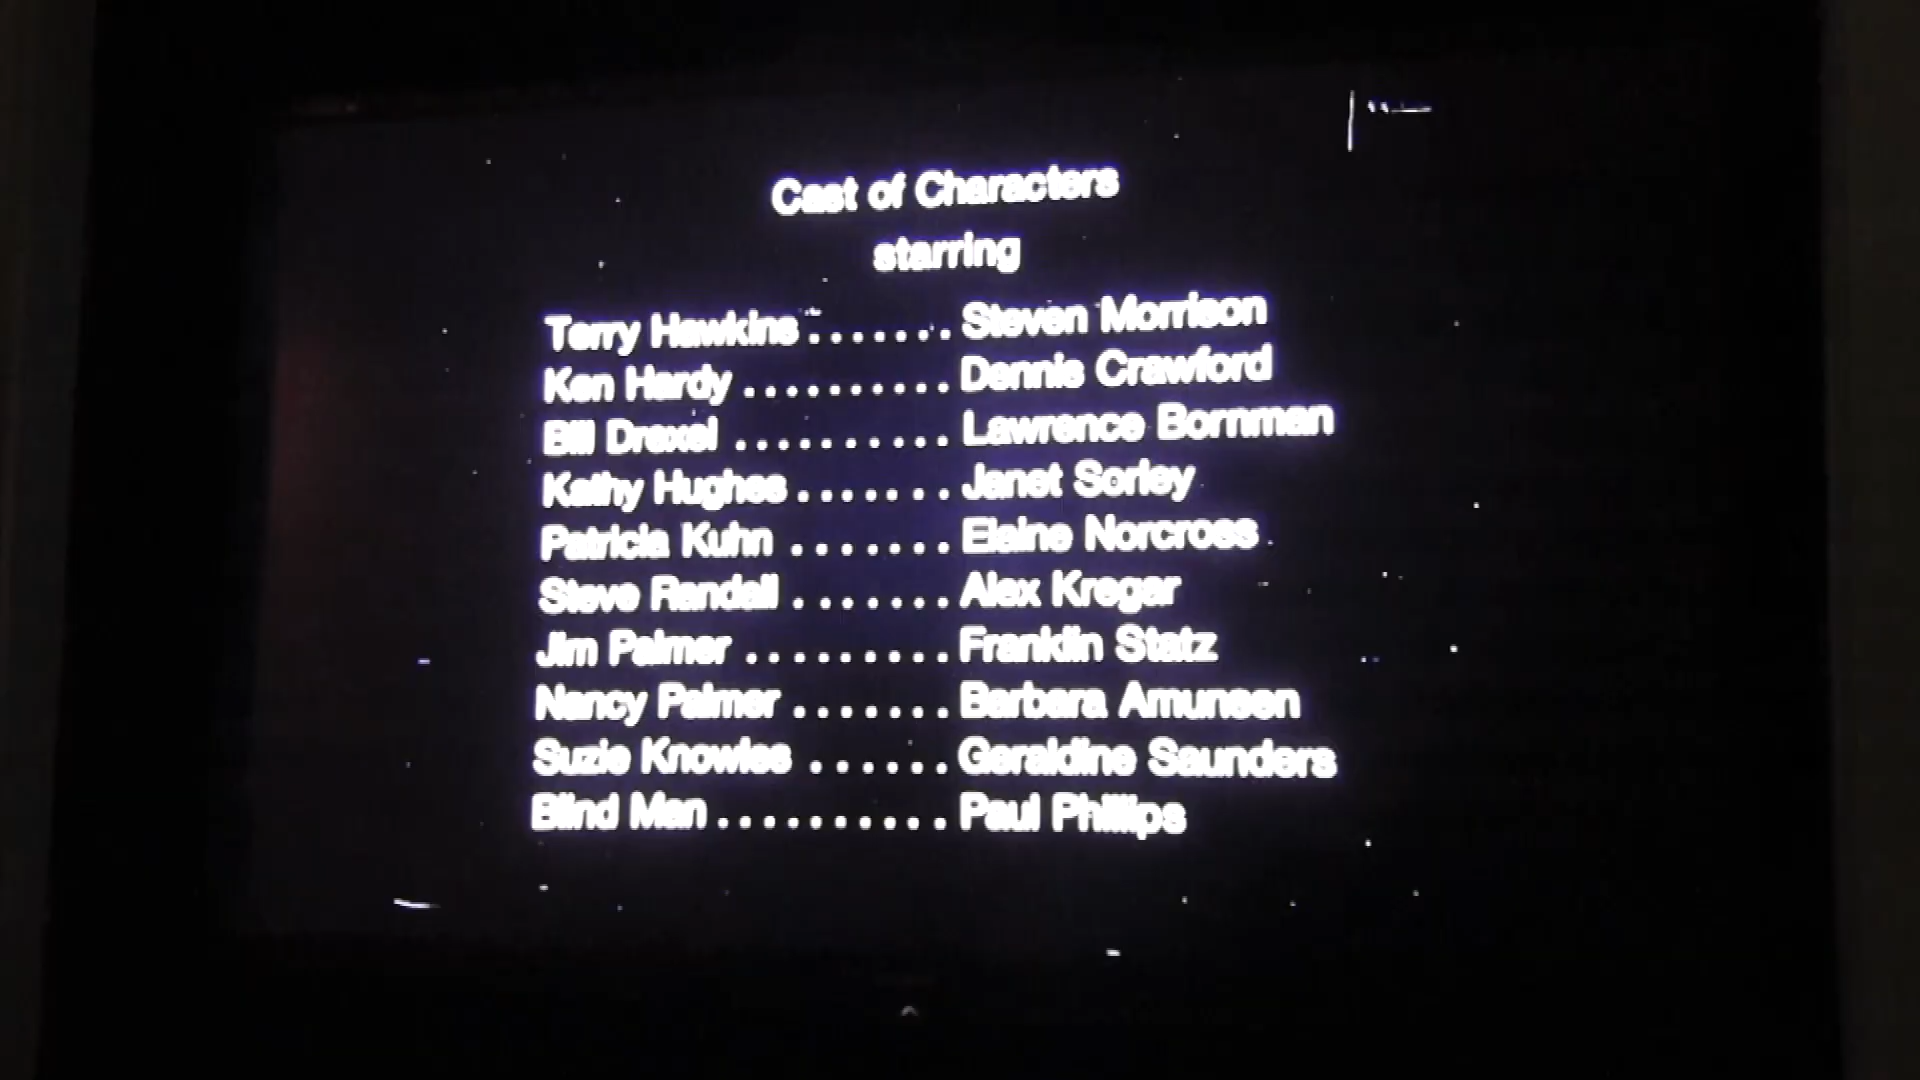 Cast of Characters
starring
Terry Hawkins ....... Steven Morrison
Ken Hardy .......... Dennis Crawford
Bill Drexel .......... Lawrence Bornman
Kathy Hughes ....... Janet Sorley
Patricia Kuhn ....... Elaine Norcross
Steve Randall ....... Alex Kregar
Jim Palmer ......... Franklin Statz
Nancy Palmer ....... Barbara Amunsen
Suzie Knowles ...... Geraldine Saunders
Blind Man .......... Paul Phillips